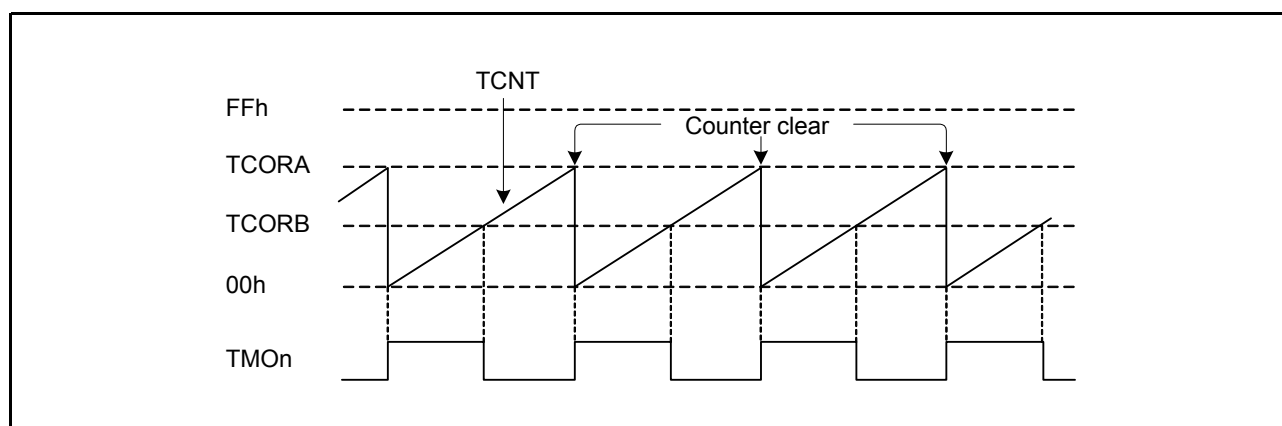 TCNT
FFh
Counter clear
TCORA
TCORB
00h
TMOn